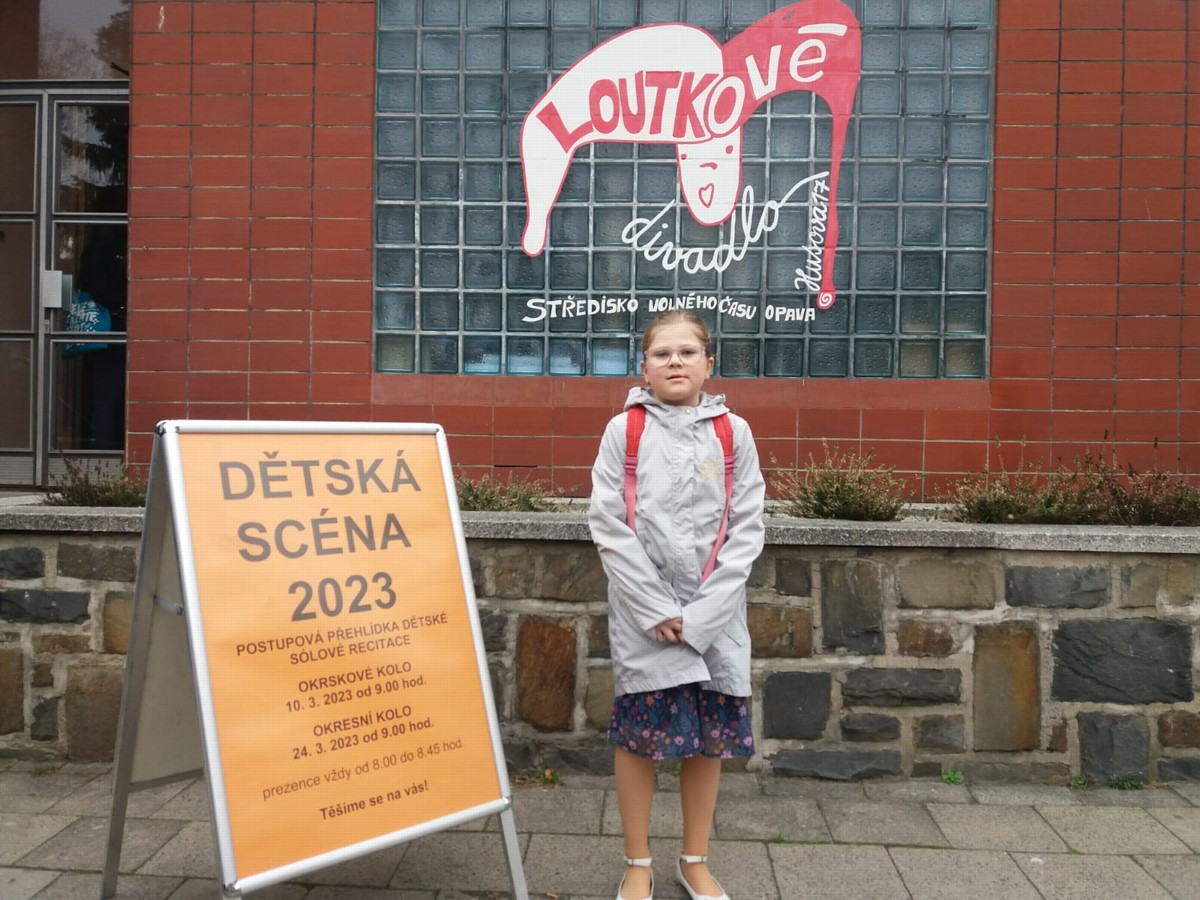 LOUTKOVÉ
divadlo
Husova 17
STŘEDISKO VOLNÉHO ČASU OPAVA
DĚTSKÁ
SCÉNA
2023
POSTUPOVÁ PŘEHLÍDKA DĚTSKÉ
SÓLOVÉ RECITACE
OKRSKOVÉ KOLO
10. 3. 2023 od 9.00 hod.
OKRESNÍ KOLO
24. 3. 2023 od 9.00 hod.
prezence vždy od 8.00 do 8.45 hod.
Těšíme se na vás!